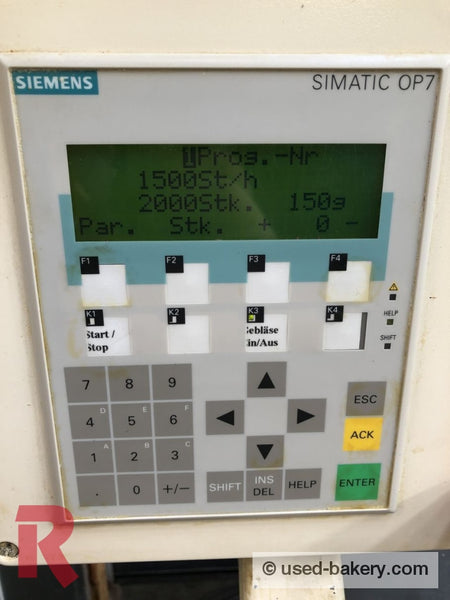 SIEMENS SIMATIC OP7
1Prog.-Nr
1500St/h
2000Stk. 150g
Par. Stk. + 0 -
F1 F2 F3 F4
K1 K2 K3 K4
HELP
Start / Gebläse
Stop Ein/Aus
SHIFT
7 8 9
ESC
A D E F
4 5 6
ACK
A B C
1 2 3
. 0 +/- SHIFT INS DEL HELP ENTER
R
© used-bakery.com